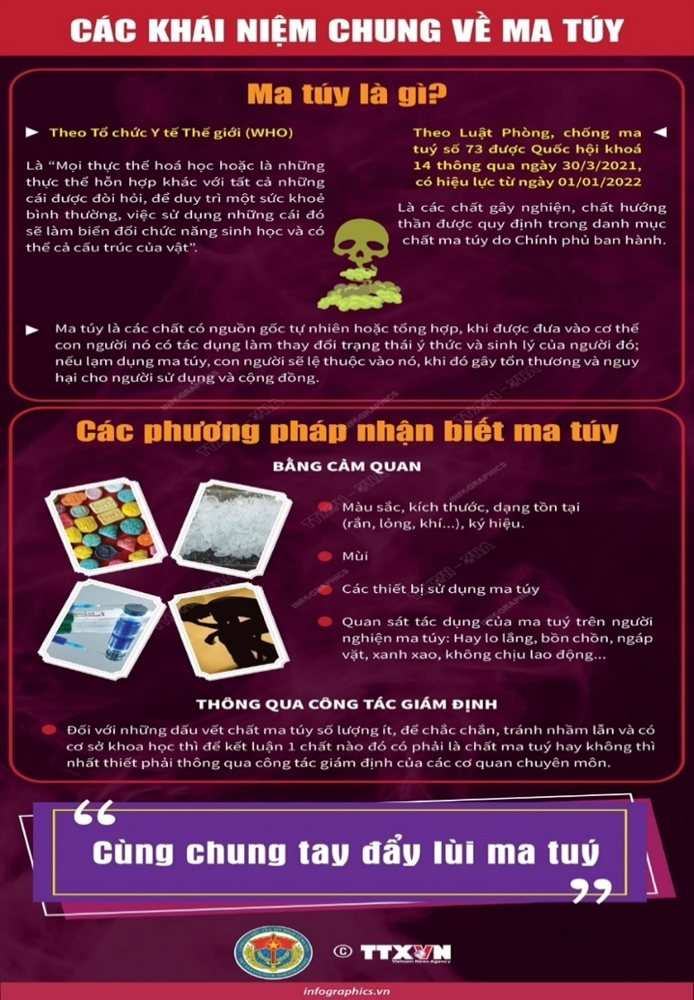 CÁC KHÁI NIỆM CHUNG VỀ MA TÚY
Ma túy là gì?
Theo Tổ chức Y tế Thế giới (WHO)
Là “Mọi thực thể hoá học hoặc là những
thực thể hỗn hợp khác với tất cả những
cái được đòi hỏi, để duy trì một sức khoẻ
bình thường, việc sử dụng những cái đó
sẽ làm biến đổi chức năng sinh học và có
thể cả cấu trúc của vật”.
Theo Luật Phòng, chống ma
tuý số 73 được Quốc hội khoá
14 thông qua ngày 30/3/2021,
có hiệu lực từ ngày 01/01/2022
Là các chất gây nghiện, chất hướng
thần được quy định trong danh mục
chất ma túy do Chính phủ ban hành.
Ma túy là các chất có nguồn gốc tự nhiên hoặc tổng hợp, khi được đưa vào cơ thể
con người nó có tác dụng làm thay đổi trạng thái ý thức và sinh lý của người đó;
nếu lạm dụng ma túy, con người sẽ lệ thuộc vào nó, khi đó gây tổn thương và nguy
hại cho người sử dụng và cộng đồng.
Các phương pháp nhận biết ma túy
BẰNG CẢM QUAN
Màu sắc, kích thước, dạng tồn tại
(rắn, lỏng, khí...), ký hiệu.
Mùi
Các thiết bị sử dụng ma túy
Quan sát tác dụng của ma tuý trên người
nghiện ma túy: Hay lo lắng, bồn chồn, ngáp
vặt, xanh xao, không chịu lao động...
THÔNG QUA CÔNG TÁC GIÁM ĐỊNH
Đối với những dấu vết chất ma túy số lượng ít, để chắc chắn, tránh nhầm lẫn và có
cơ sở khoa học thì để kết luận 1 chất nào đó có phải là chất ma tuý hay không thì
nhất thiết phải thông qua công tác giám định của các cơ quan chuyên môn.
“Cùng chung tay đẩy lùi ma tuý”
© TTXVN
Vietnam News Agency
infographics.vn